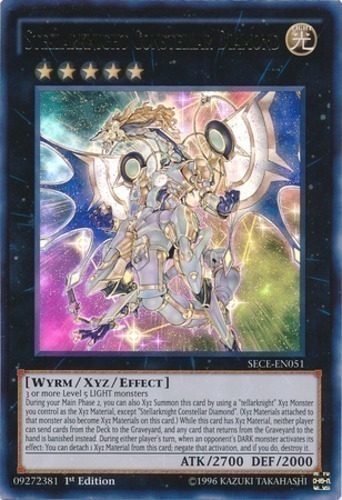 Stellarknight Constellar Diamond
LIGHT
光
SECE-EN051
[Wyrm / Xyz / Effect]
3 or more Level 5 LIGHT monsters
During your Main Phase 2, you can also Xyz Summon this card by using a "tellarknight" Xyz
Monster you control as the Xyz Material, except "Stellarknight Constellar Diamond". (Xyz Materials attached to
that monster also become Xyz Materials on this card.) While this card has Xyz Material, neither player
can send cards from the Deck to the Graveyard, and any card that returns from the Graveyard to the
hand is banished instead. During either player's turn, when an opponent's DARK monster activates its
effect: You can detach 1 Xyz Material from this card; negate that activation, and if you do, destroy it.
ATK/2700 DEF/2000
09272381 1st Edition ©1996 KAZUKI TAKAHASHI